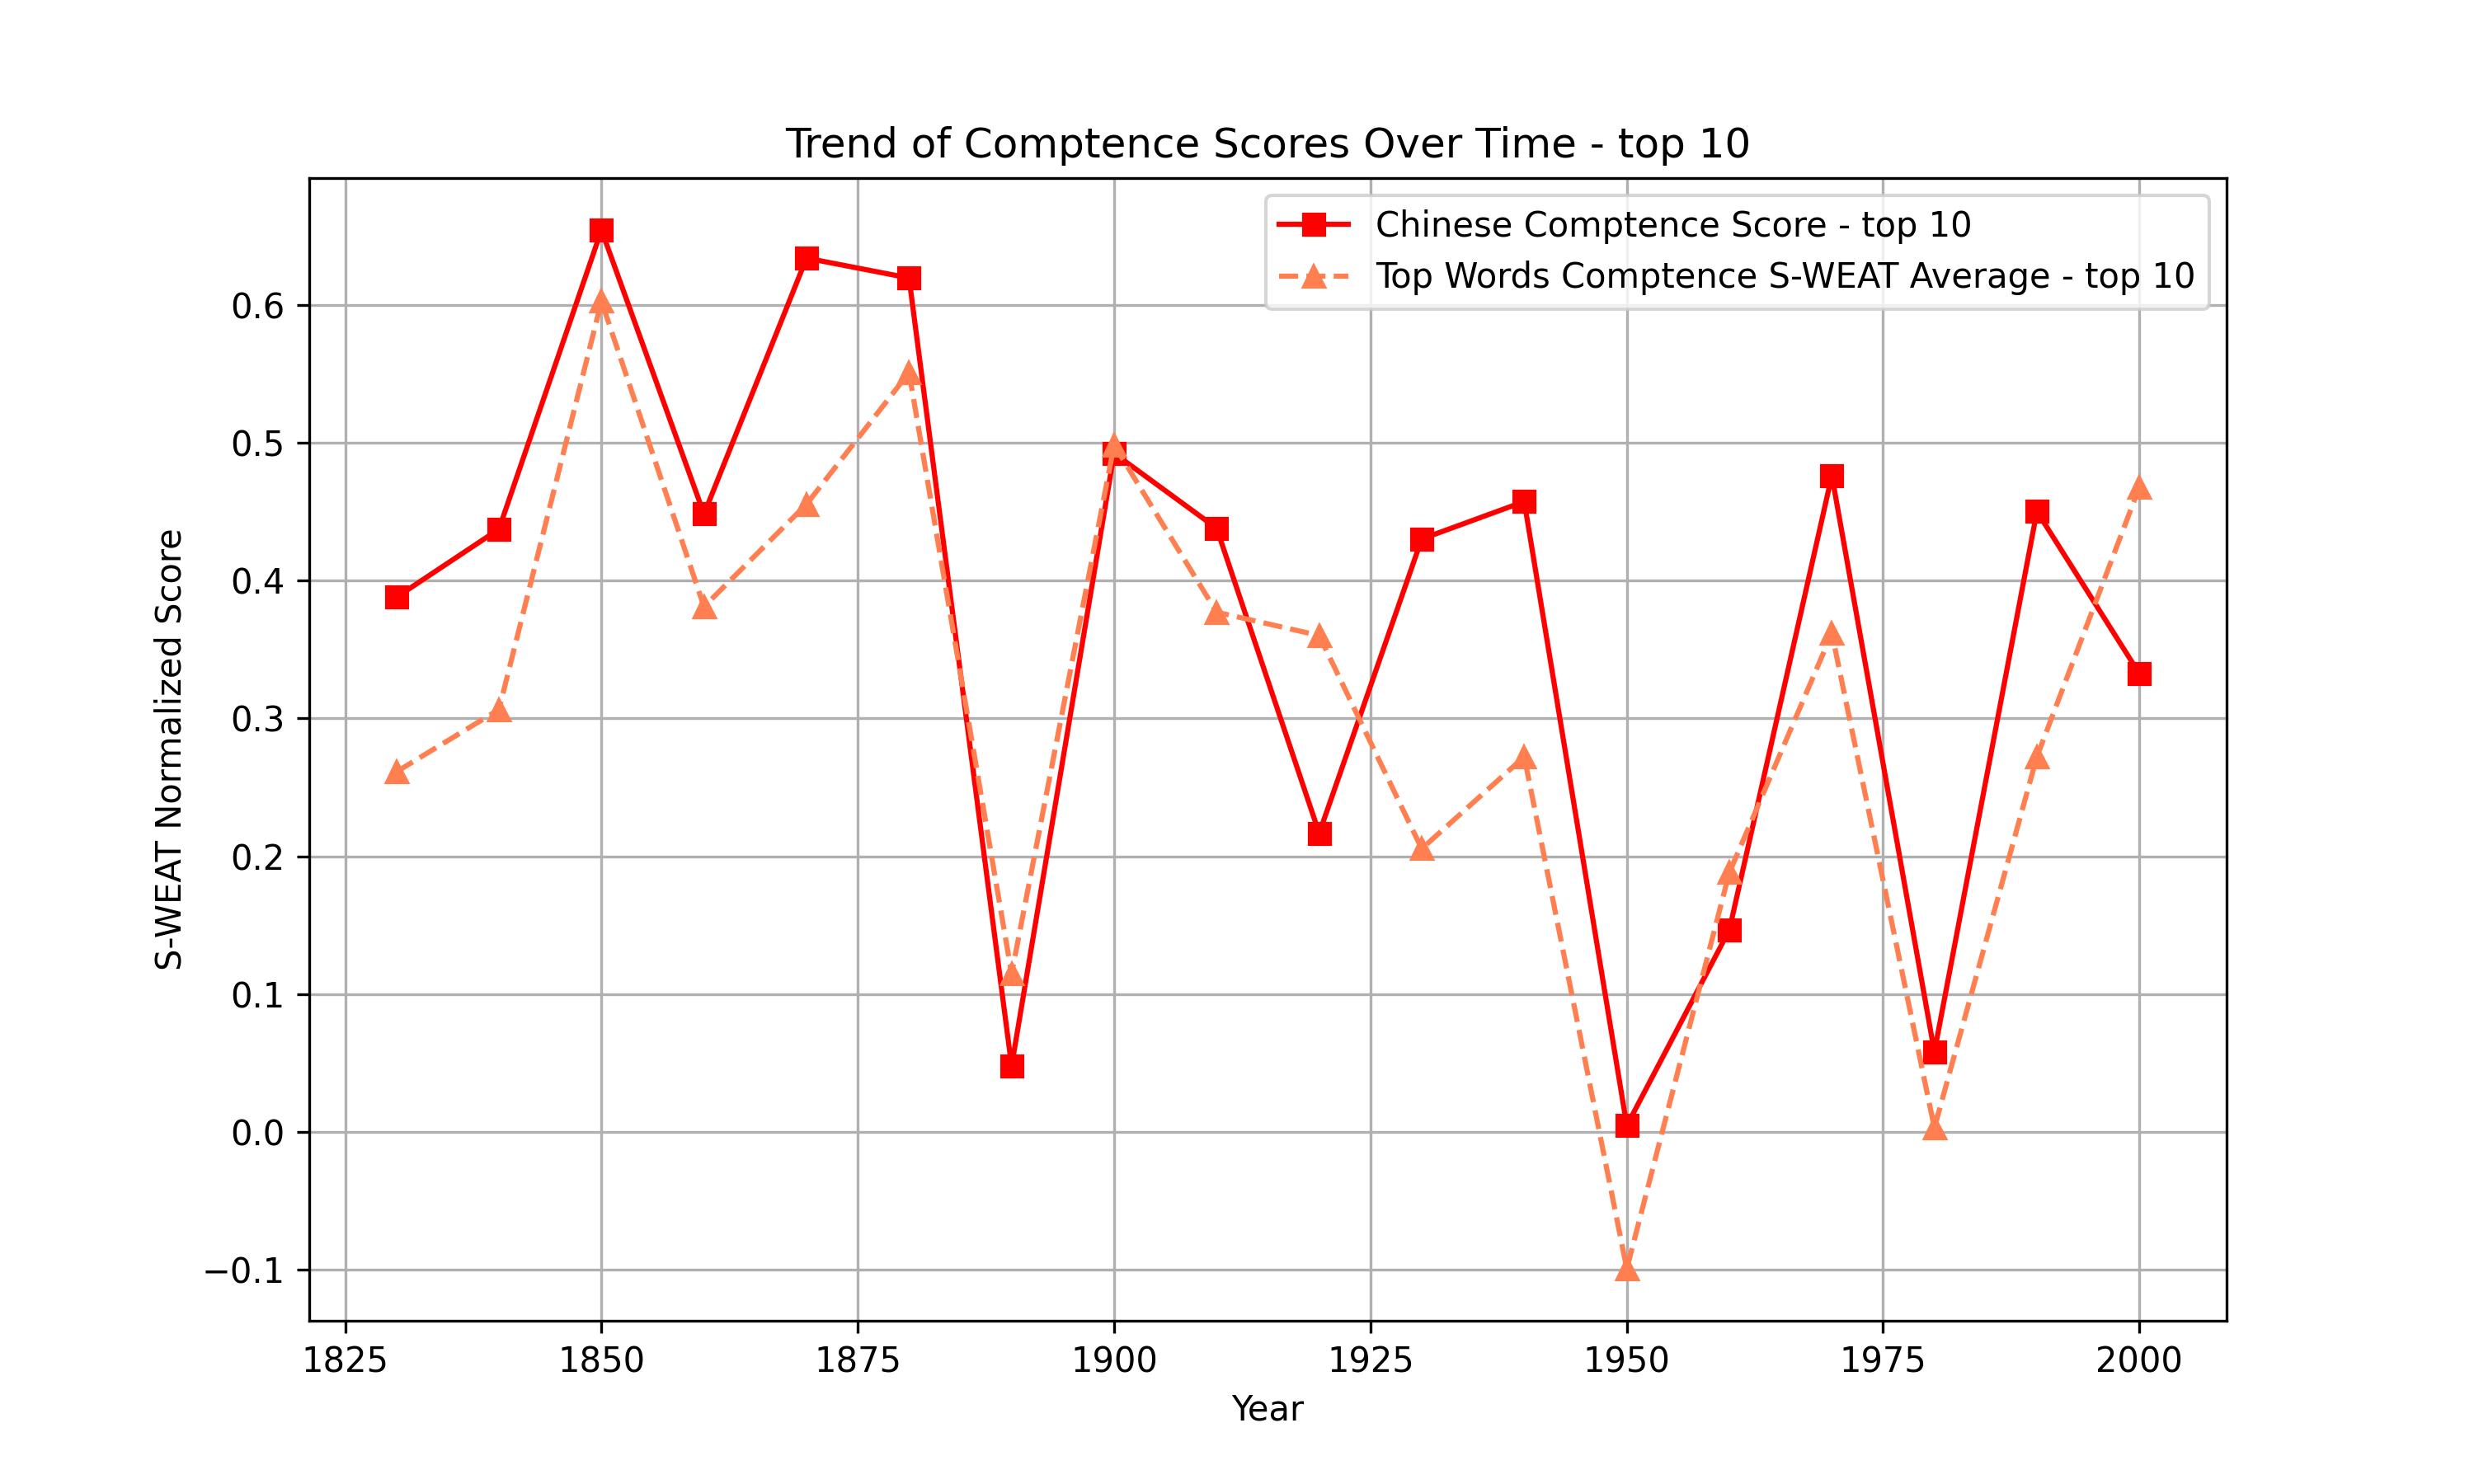 Trend of Comptence Scores Over Time - top 10
Chinese Comptence Score - top 10
Top Words Comptence S-WEAT Average - top 10
S-WEAT Normalized Score
0.6
0.5
0.4
0.3
0.2
0.1
0.0
−0.1
1825 1850 1875 1900 1925 1950 1975 2000
Year